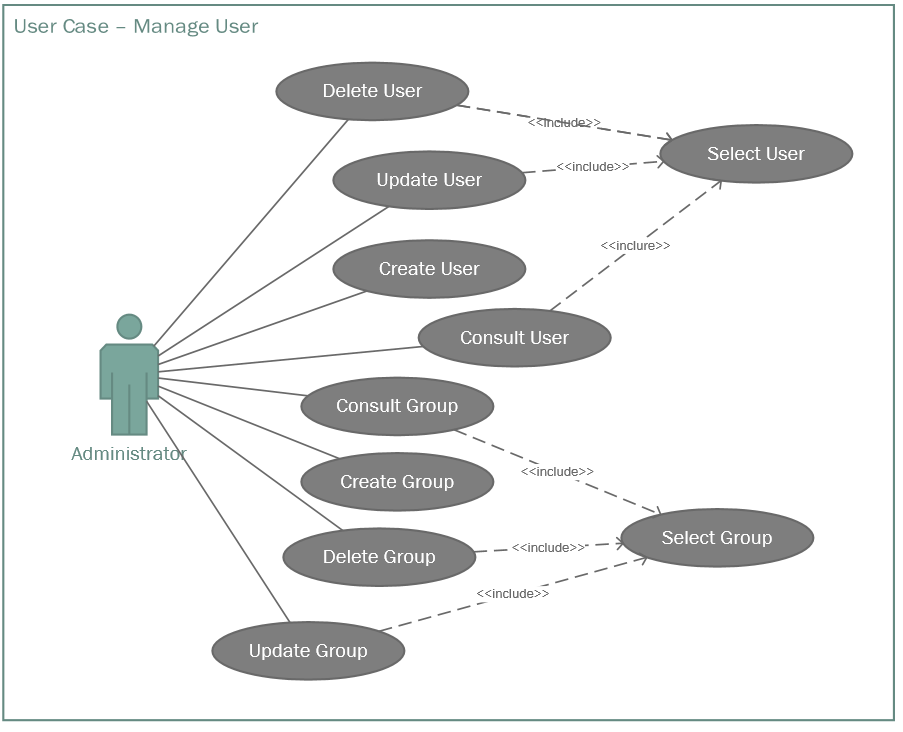 User Case – Manage User
Delete User
<<include>>
Select User
Update User
<<include>>
<<inclure>>
Create User
Consult User
Consult Group
Administrator
<<include>>
Create Group
Select Group
Delete Group
<<include>>
<<include>>
Update Group